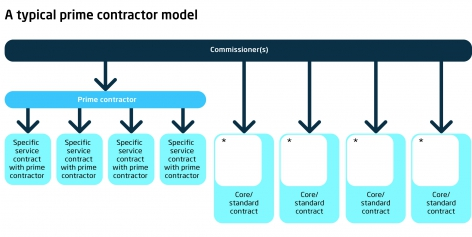 A typical prime contractor model
Commissioner(s)
Prime contractor
Specific
service
contract
with prime
contractor
Specific
service
contract
with prime
contractor
Specific
service
contract
with prime
contractor
Specific
service
contract
with prime
contractor
*
Core/
standard
contract
*
Core/
standard
contract
*
Core/
standard
contract
*
Core/
standard
contract